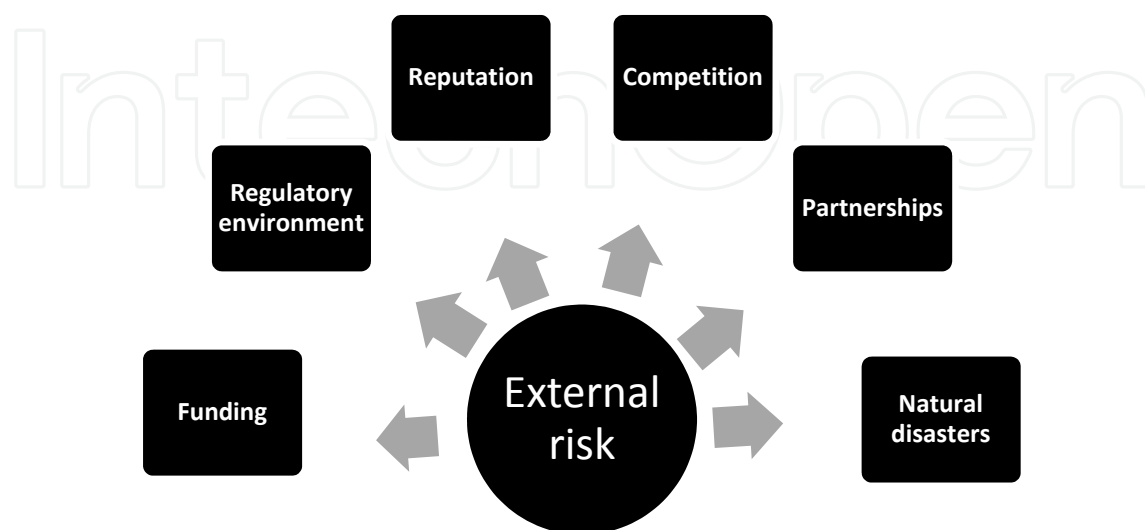 IntechOpen
Reputation
Competition
Regulatory
environment
Partnerships
Funding
External
risk
Natural
disasters